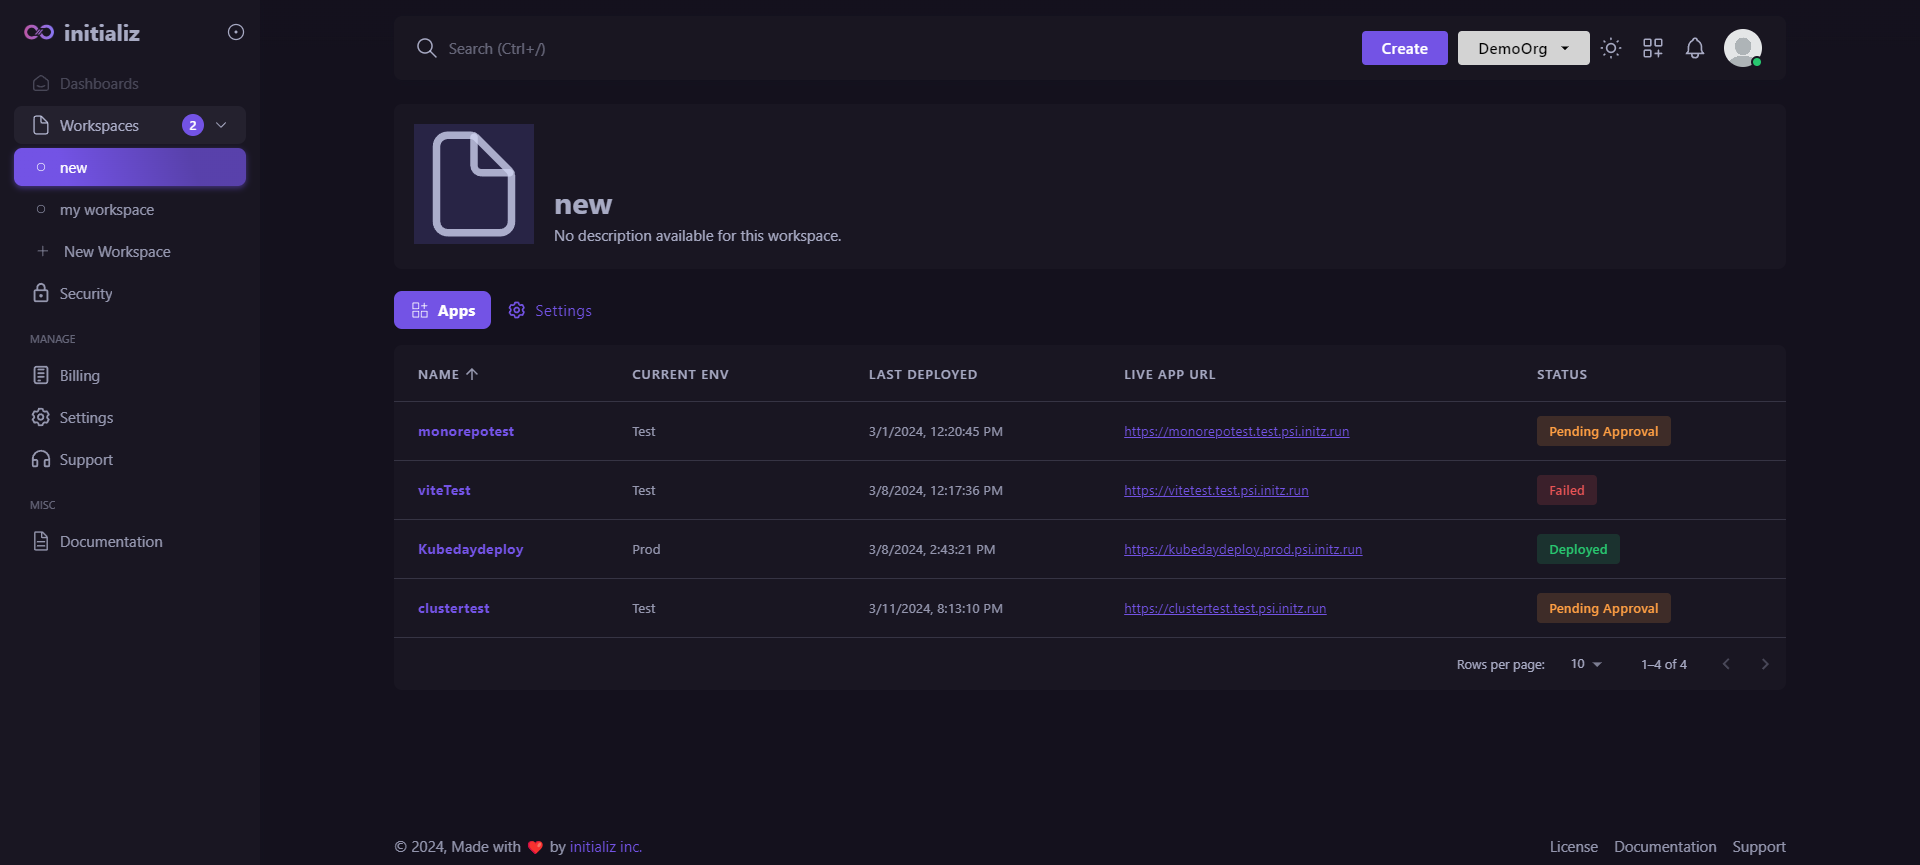 initializ
Dashboards
Workspaces 2
new
my workspace
+ New Workspace
Security
MANAGE
Billing
Settings
Support
MISC
Documentation
Search (Ctrl+/)
Create
DemoOrg
new
No description available for this workspace.
Apps
Settings
NAME CURRENT ENV LAST DEPLOYED LIVE APP URL STATUS
monorepotest Test 3/1/2024, 12:20:45 PM https://monorepotest.test.psi.initz.run Pending Approval
viteTest Test 3/8/2024, 12:17:36 PM https://vitetest.test.psi.initz.run Failed
Kubedaydeploy Prod 3/8/2024, 2:43:21 PM https://kubedaydeploy.prod.psi.initz.run Deployed
clustertest Test 3/11/2024, 8:13:10 PM https://clustertest.test.psi.initz.run Pending Approval
Rows per page: 10 1–4 of 4
© 2024, Made with ❤️ by initializ inc.
License Documentation Support